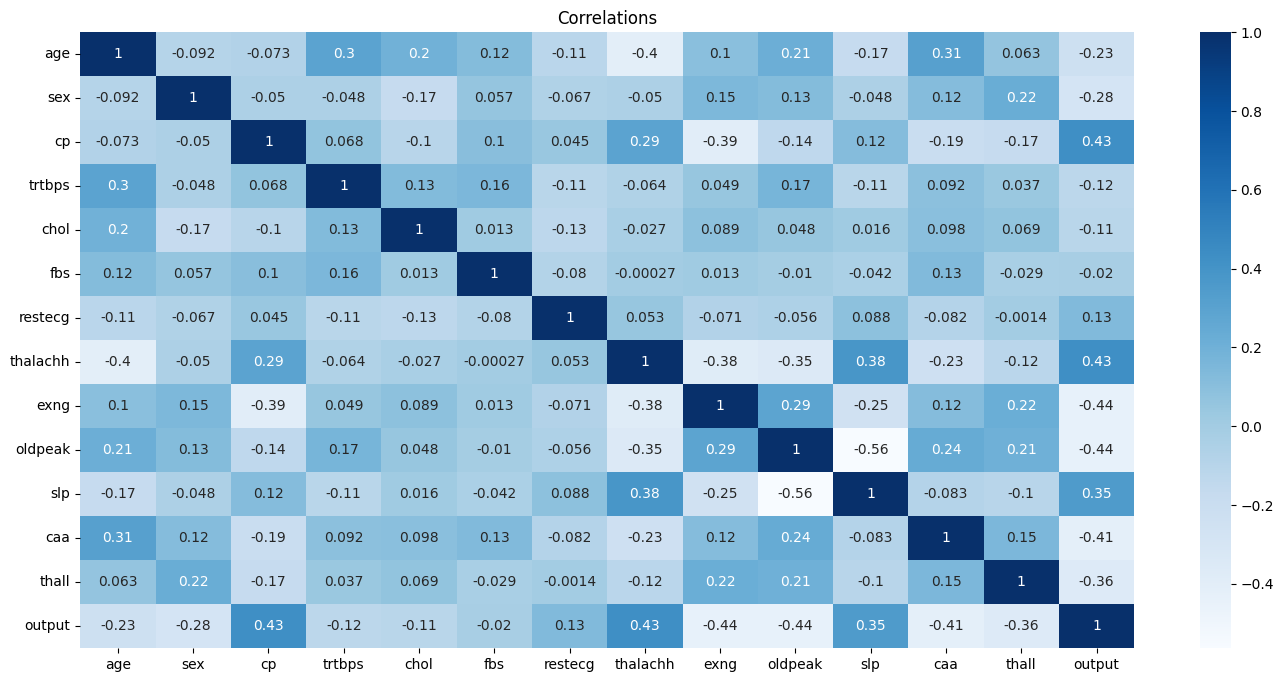 Correlations
age 1 -0.092 -0.073 0.3 0.2 0.12 -0.11 -0.4 0.1 0.21 -0.17 0.31 0.063 -0.23
sex -0.092 1 -0.05 -0.048 -0.17 0.057 -0.067 -0.05 0.15 0.13 -0.048 0.12 0.22 -0.28
cp -0.073 -0.05 1 0.068 -0.1 0.1 0.045 0.29 -0.39 -0.14 0.12 -0.19 -0.17 0.43
trtbps 0.3 -0.048 0.068 1 0.13 0.16 -0.11 -0.064 0.049 0.17 -0.11 0.092 0.037 -0.12
chol 0.2 -0.17 -0.1 0.13 1 0.013 -0.13 -0.027 0.089 0.048 0.016 0.098 0.069 -0.11
fbs 0.12 0.057 0.1 0.16 0.013 1 -0.08 -0.00027 0.013 -0.01 -0.042 0.13 -0.029 -0.02
restecg -0.11 -0.067 0.045 -0.11 -0.13 -0.08 1 0.053 -0.071 -0.056 0.088 -0.082 -0.0014 0.13
thalachh -0.4 -0.05 0.29 -0.064 -0.027 -0.00027 0.053 1 -0.38 -0.35 0.38 -0.23 -0.12 0.43
exng 0.1 0.15 -0.39 0.049 0.089 0.013 -0.071 -0.38 1 0.29 -0.25 0.12 0.22 -0.44
oldpeak 0.21 0.13 -0.14 0.17 0.048 -0.01 -0.056 -0.35 0.29 1 -0.56 0.24 0.21 -0.44
slp -0.17 -0.048 0.12 -0.11 0.016 -0.042 0.088 0.38 -0.25 -0.56 1 -0.083 -0.1 0.35
caa 0.31 0.12 -0.19 0.092 0.098 0.13 -0.082 -0.23 0.12 0.24 -0.083 1 0.15 -0.41
thall 0.063 0.22 -0.17 0.037 0.069 -0.029 -0.0014 -0.12 0.22 0.21 -0.1 0.15 1 -0.36
output -0.23 -0.28 0.43 -0.12 -0.11 -0.02 0.13 0.43 -0.44 -0.44 0.35 -0.41 -0.36 1
age sex cp trtbps chol fbs restecg thalachh exng oldpeak slp caa thall output
1.0
0.8
0.6
0.4
0.2
0.0
−0.2
−0.4